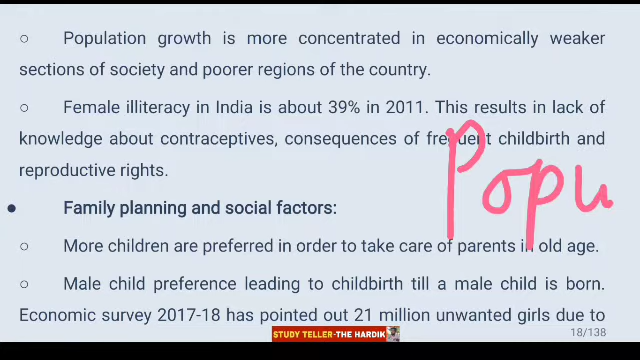 ○ Population growth is more concentrated in economically weaker
sections of society and poorer regions of the country.
○ Female illiteracy in India is about 39% in 2011. This results in lack of
knowledge about contraceptives, consequences of frequent childbirth and
reproductive rights.
Popu
● Family planning and social factors:
○ More children are preferred in order to take care of parents in old age.
○ Male child preference leading to childbirth till a male child is born.
Economic survey 2017-18 has pointed out 21 million unwanted girls due to
STUDY TELLER-THE HARDIK
18/138